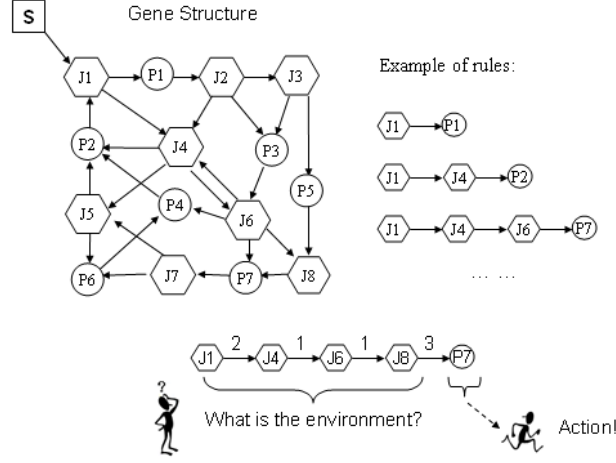 S
Gene Structure
J1 P1 J2 J3
Example of rules:
J1 P1
P2 J4 P3
J1 J4 P2
P5
J5 P4 J6
J1 J4 J6 P7
P6 J7 P7 J8
... ...
2 1 1 3
J1 J4 J6 J8 P7
?
What is the environment?
Action!